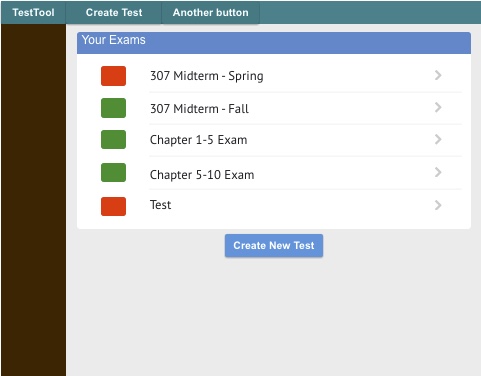 TestTool Create Test Another button
Your Exams
307 Midterm - Spring
307 Midterm - Fall
Chapter 1-5 Exam
Chapter 5-10 Exam
Test
Create New Test